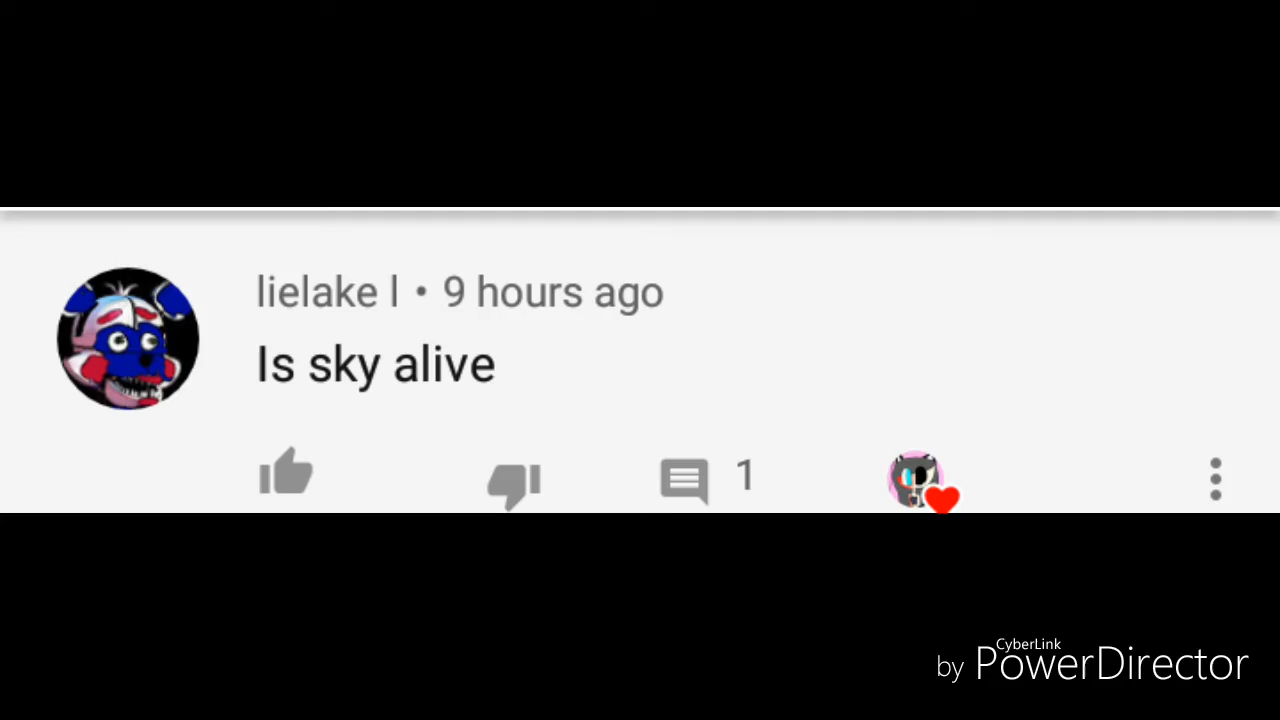 lielake l • 9 hours ago
Is sky alive
1
CyberLink
by PowerDirector